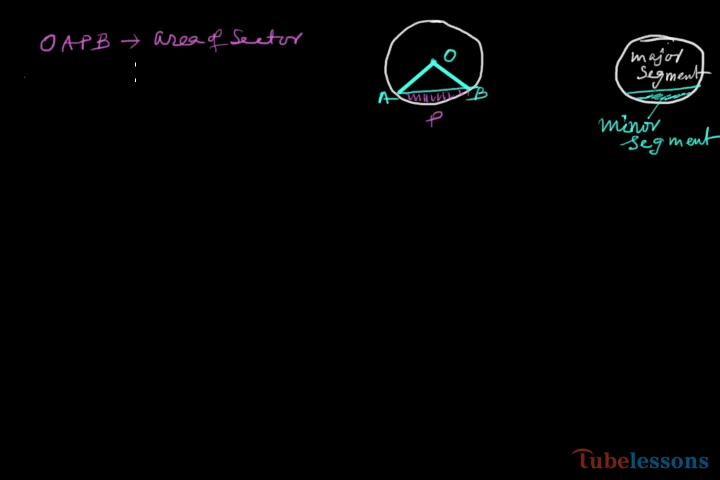 OAPB → area of Sector
O
A
B
P
major
segment
minor
segment
Tubelessons